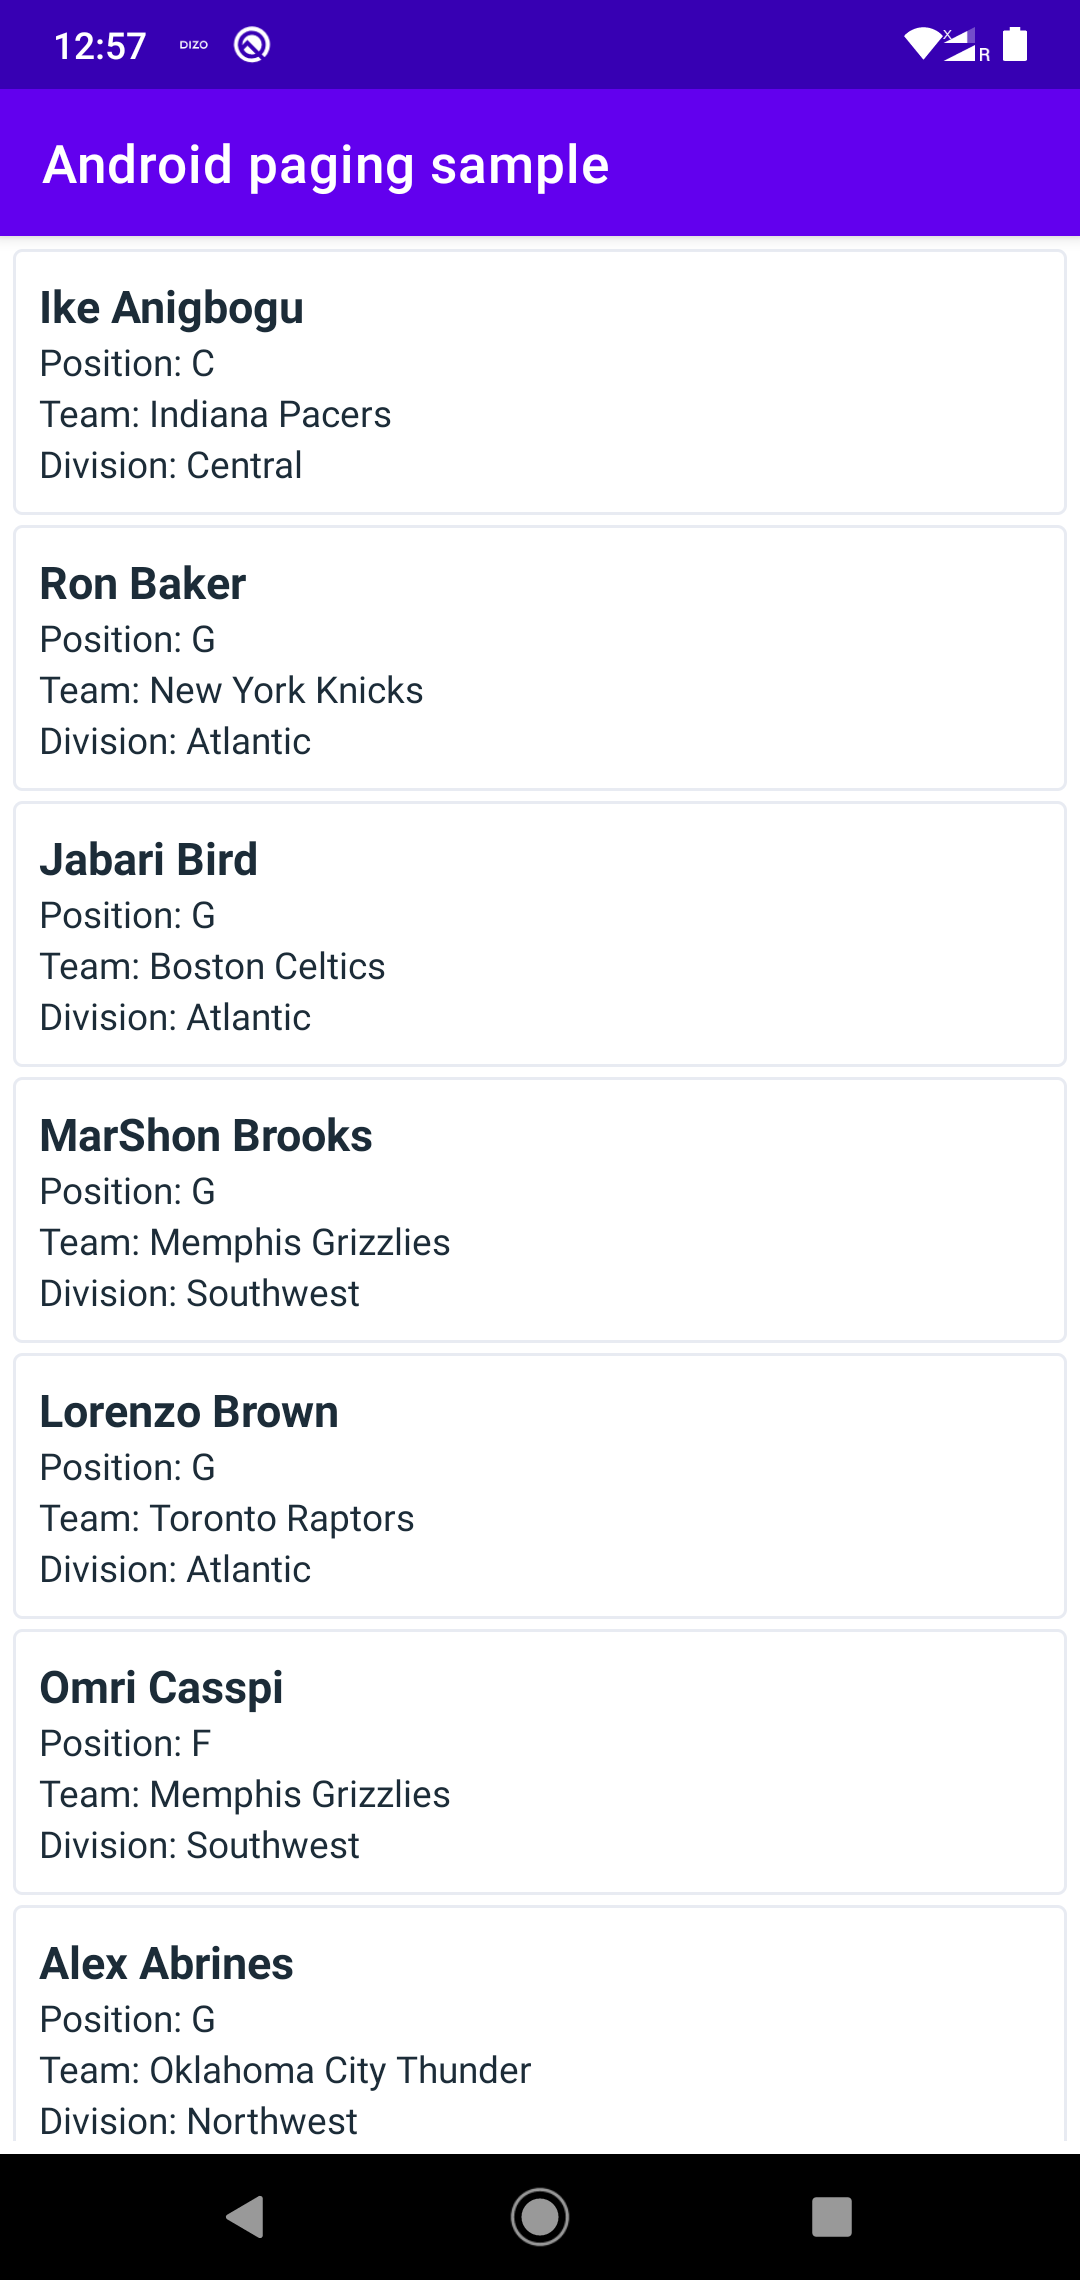 12:57 DIZO R
Android paging sample
Ike Anigbogu
Position: C
Team: Indiana Pacers
Division: Central
Ron Baker
Position: G
Team: New York Knicks
Division: Atlantic
Jabari Bird
Position: G
Team: Boston Celtics
Division: Atlantic
MarShon Brooks
Position: G
Team: Memphis Grizzlies
Division: Southwest
Lorenzo Brown
Position: G
Team: Toronto Raptors
Division: Atlantic
Omri Casspi
Position: F
Team: Memphis Grizzlies
Division: Southwest
Alex Abrines
Position: G
Team: Oklahoma City Thunder
Division: Northwest